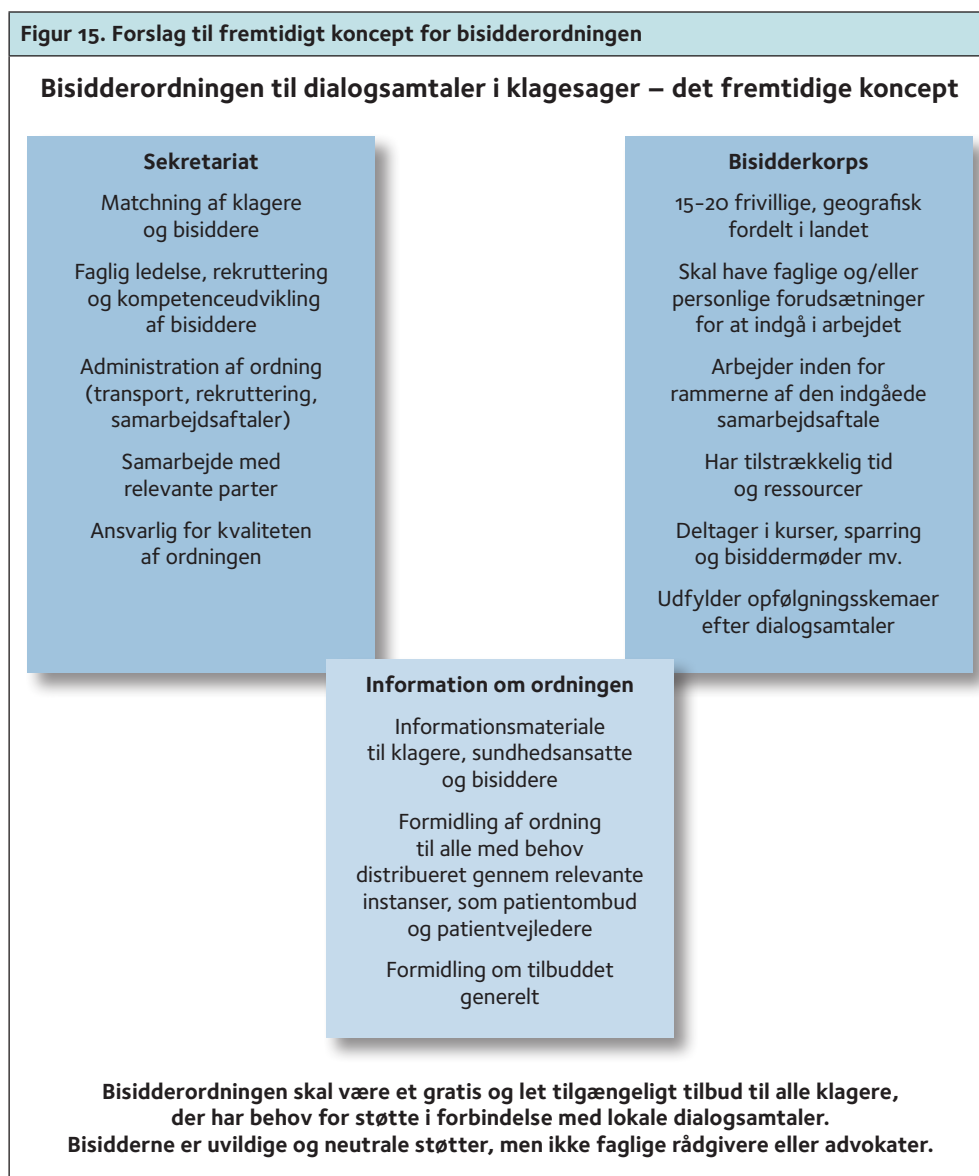 Figur 15. Forslag til fremtidigt koncept for bisidderordningen
Bisidderordningen til dialogsamtaler i klagesager – det fremtidige koncept
Sekretariat
Matchning af klagere
og bisiddere
Faglig ledelse, rekruttering
og kompetenceudvikling
af bisiddere
Administration af ordning
(transport, rekruttering,
samarbejdsaftaler)
Samarbejde med
relevante parter
Ansvarlig for kvaliteten
af ordningen
Bisidderkorps
15-20 frivillige, geografisk
fordelt i landet
Skal have faglige og/eller
personlige forudsætninger
for at indgå i arbejdet
Arbejder inden for
rammerne af den indgåede
samarbejdsaftale
Har tilstrækkelig tid
og ressourcer
Deltager i kurser, sparring
og bisiddermøder mv.
Udfylder opfølgningsskemaer
efter dialogsamtaler
Information om ordningen
Informationsmateriale
til klagere, sundhedsansatte
og bisiddere
Formidling af ordning
til alle med behov
distribueret gennem relevante
instanser, som patientombud
og patientvejledere
Formidling om tilbuddet
generelt
Bisidderordningen skal være et gratis og let tilgængeligt tilbud til alle klagere,
der har behov for støtte i forbindelse med lokale dialogsamtaler.
Bisidderne er uvildige og neutrale støtter, men ikke faglige rådgivere eller advokater.